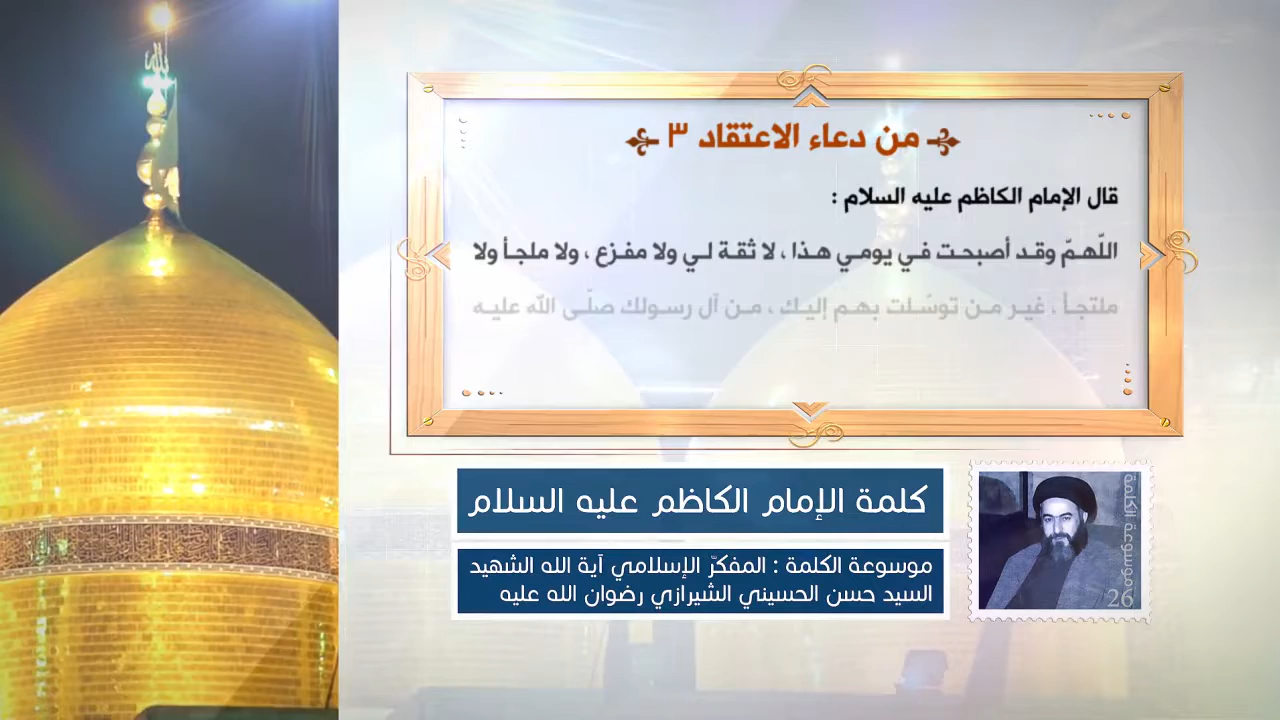 من دعاء الاعتقاد ٣
قال الإمام الكاظم عليه السلام :
اللّهمّ وقد أصبحت في يومي هذا ، لا ثقة لي ولا مفزع ، ولا ملجأ ولا
ملتجأ ، غير من توسّلت بهم إليك ، من آل رسولك صلّى الله عليه
كلمة الإمام الكاظم عليه السلام
موسوعة الكلمة : المفكرّ الإسلامي آية الله الشهيد
السيد حسن الحسيني الشيرازي رضوان الله عليه
موسوعة الكلمة
26